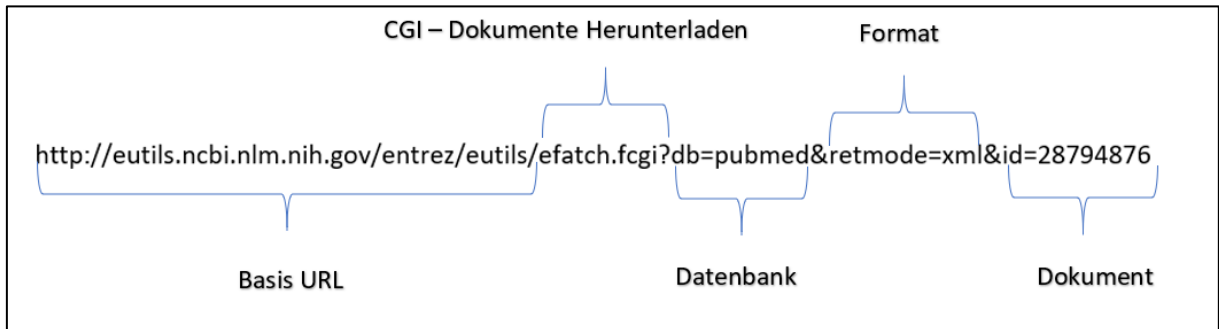 CGI – Dokumente Herunterladen Format
http://eutils.ncbi.nlm.nih.gov/entrez/eutils/efatch.fcgi?db=pubmed&retmode=xml&id=28794876
Basis URL Datenbank Dokument